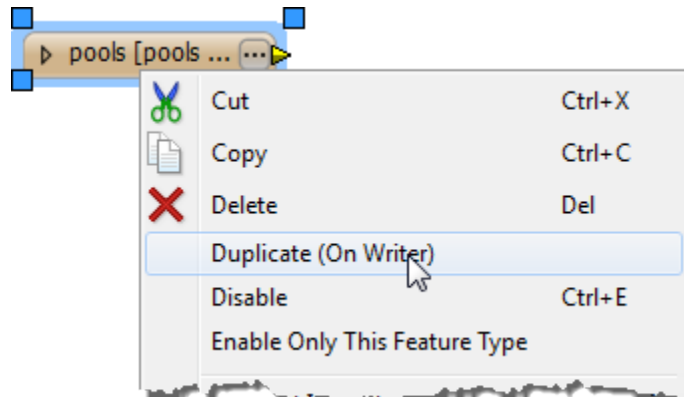 pools [pools ... ...
Cut Ctrl+X
Copy Ctrl+C
Delete Del
Duplicate (On Writer)
Disable Ctrl+E
Enable Only This Feature Type